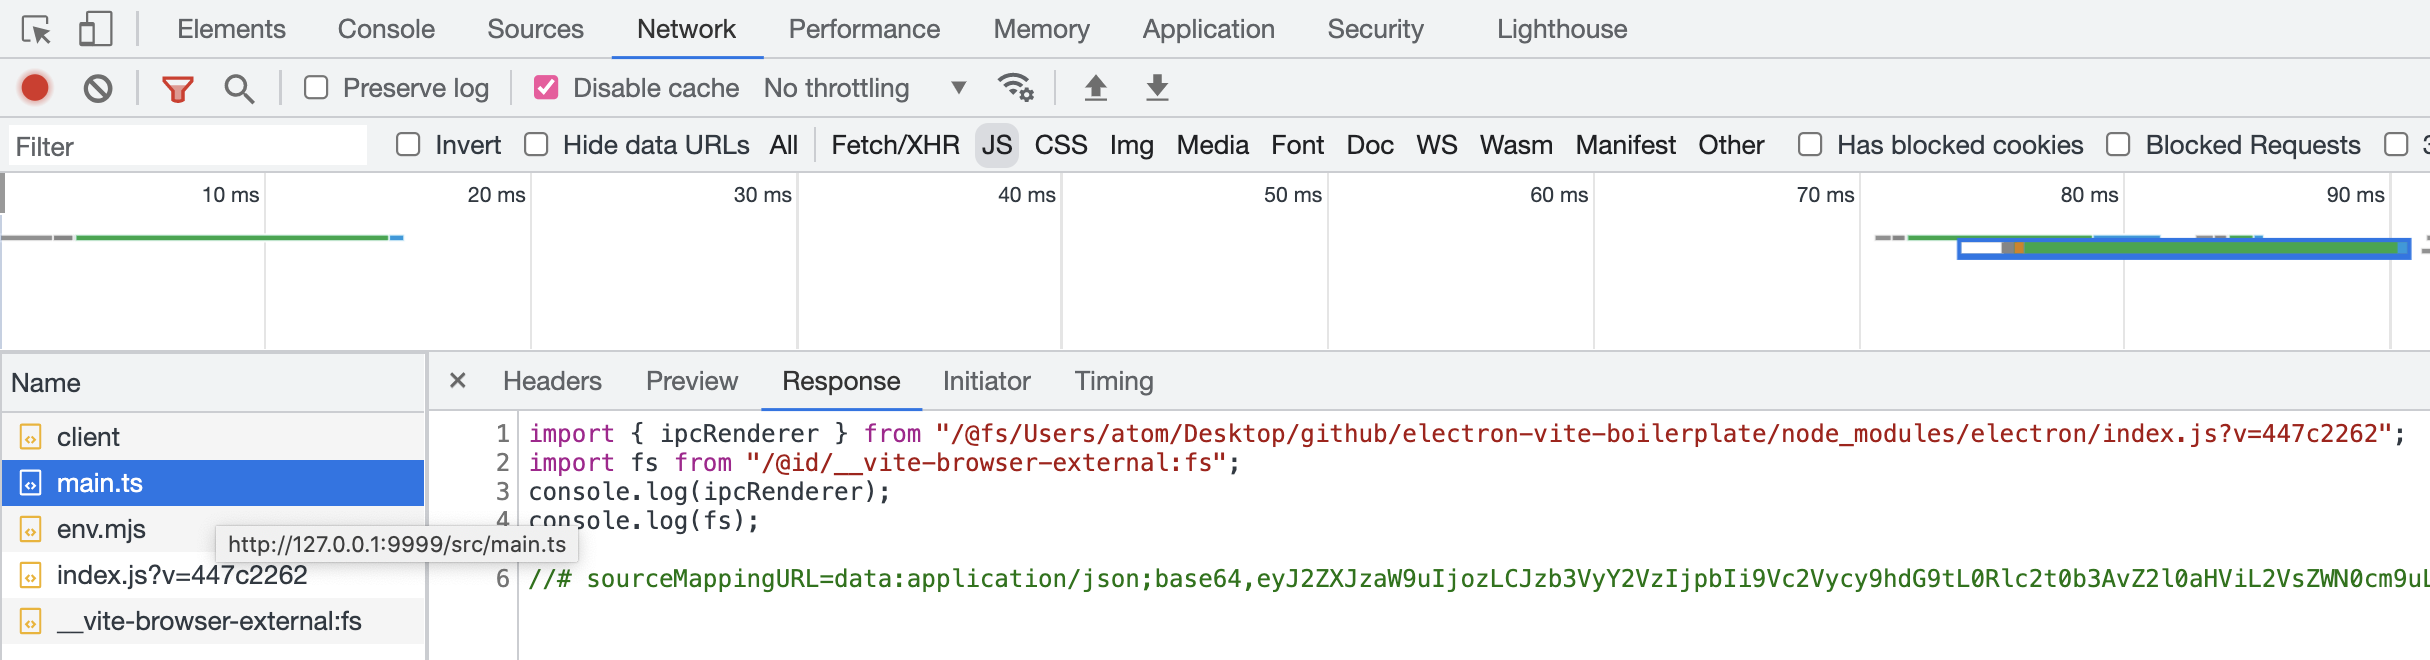 Elements Console Sources Network Performance Memory Application Security Lighthouse
Preserve log Disable cache No throttling
Filter Invert Hide data URLs All Fetch/XHR JS CSS Img Media Font Doc WS Wasm Manifest Other Has blocked cookies Blocked Requests
10 ms 20 ms 30 ms 40 ms 50 ms 60 ms 70 ms 80 ms 90 ms
Name
client
main.ts
env.mjs
http://127.0.0.1:9999/src/main.ts
index.js?v=447c2262
__vite-browser-external:fs
× Headers Preview Response Initiator Timing
1 import { ipcRenderer } from "/@fs/Users/atom/Desktop/github/electron-vite-boilerplate/node_modules/electron/index.js?v=447c2262";
2 import fs from "/@id/__vite-browser-external:fs";
3 console.log(ipcRenderer);
4 console.log(fs);
6 //# sourceMappingURL=data:application/json;base64,eyJ2ZXJzaW9uIjozLCJzb3VyY2VzIjpbIi9Vc2Vycy9hdG9tL0Rlc2t0b3AvZ2l0aHViL2VsZWN0cm9uL